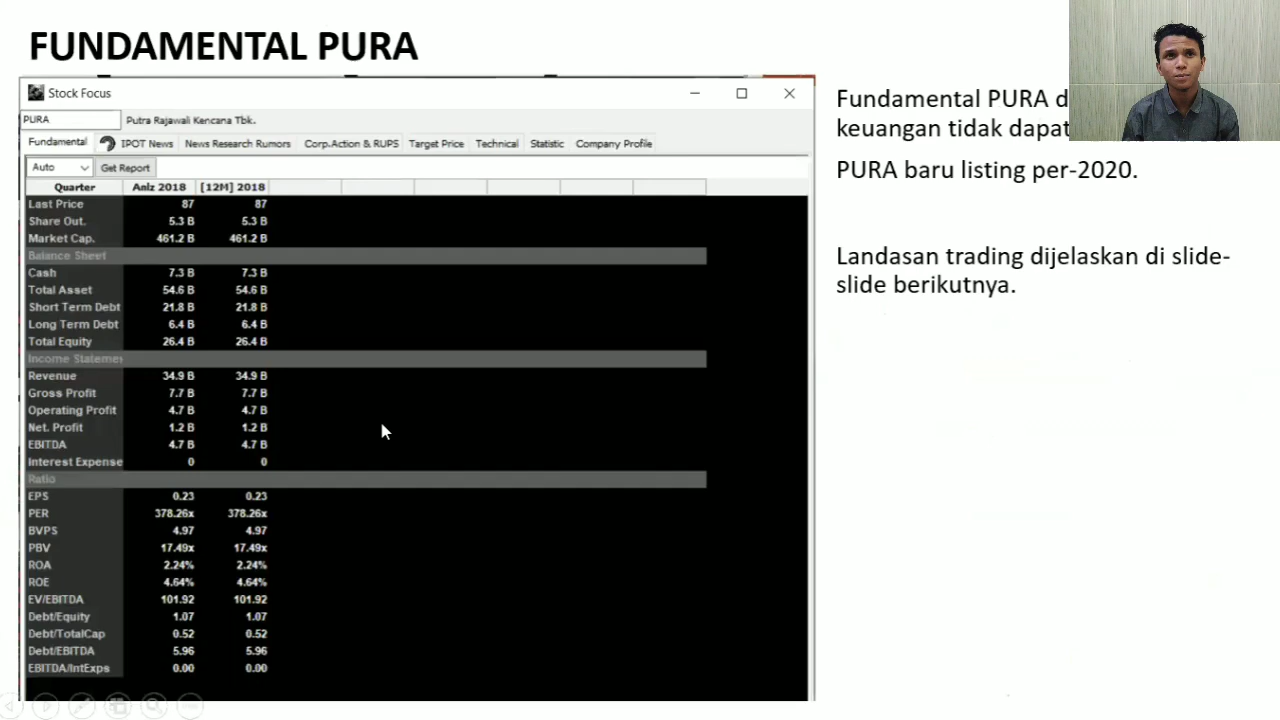 FUNDAMENTAL PURA
Stock Focus
PURA Putra Rajawali Kencana Tbk.
Fundamental IPOT News News Research Rumors Corp.Action & RUPS Target Price Technical Statistic Company Profile
Auto Get Report
Quarter Anlz 2018 [12M] 2018
Last Price 87 87
Share Out. 5.3 B 5.3 B
Market Cap. 461.2 B 461.2 B
Balance Sheet
Cash 7.3 B 7.3 B
Total Asset 54.6 B 54.6 B
Short Term Debt 21.8 B 21.8 B
Long Term Debt 6.4 B 6.4 B
Total Equity 26.4 B 26.4 B
Income Statemen
Revenue 34.9 B 34.9 B
Gross Profit 7.7 B 7.7 B
Operating Profit 4.7 B 4.7 B
Net. Profit 1.2 B 1.2 B
EBITDA 4.7 B 4.7 B
Interest Expense 0 0
Ratio
EPS 0.23 0.23
PER 378.26x 378.26x
BVPS 4.97 4.97
PBV 17.49x 17.49x
ROA 2.24% 2.24%
ROE 4.64% 4.64%
EV/EBITDA 101.92 101.92
Debt/Equity 1.07 1.07
Debt/TotalCap 0.52 0.52
Debt/EBITDA 5.96 5.96
EBITDA/IntExps 0.00 0.00
Fundamental PURA d
keuangan tidak dapat
PURA baru listing per-2020.
Landasan trading dijelaskan di slide-
slide berikutnya.